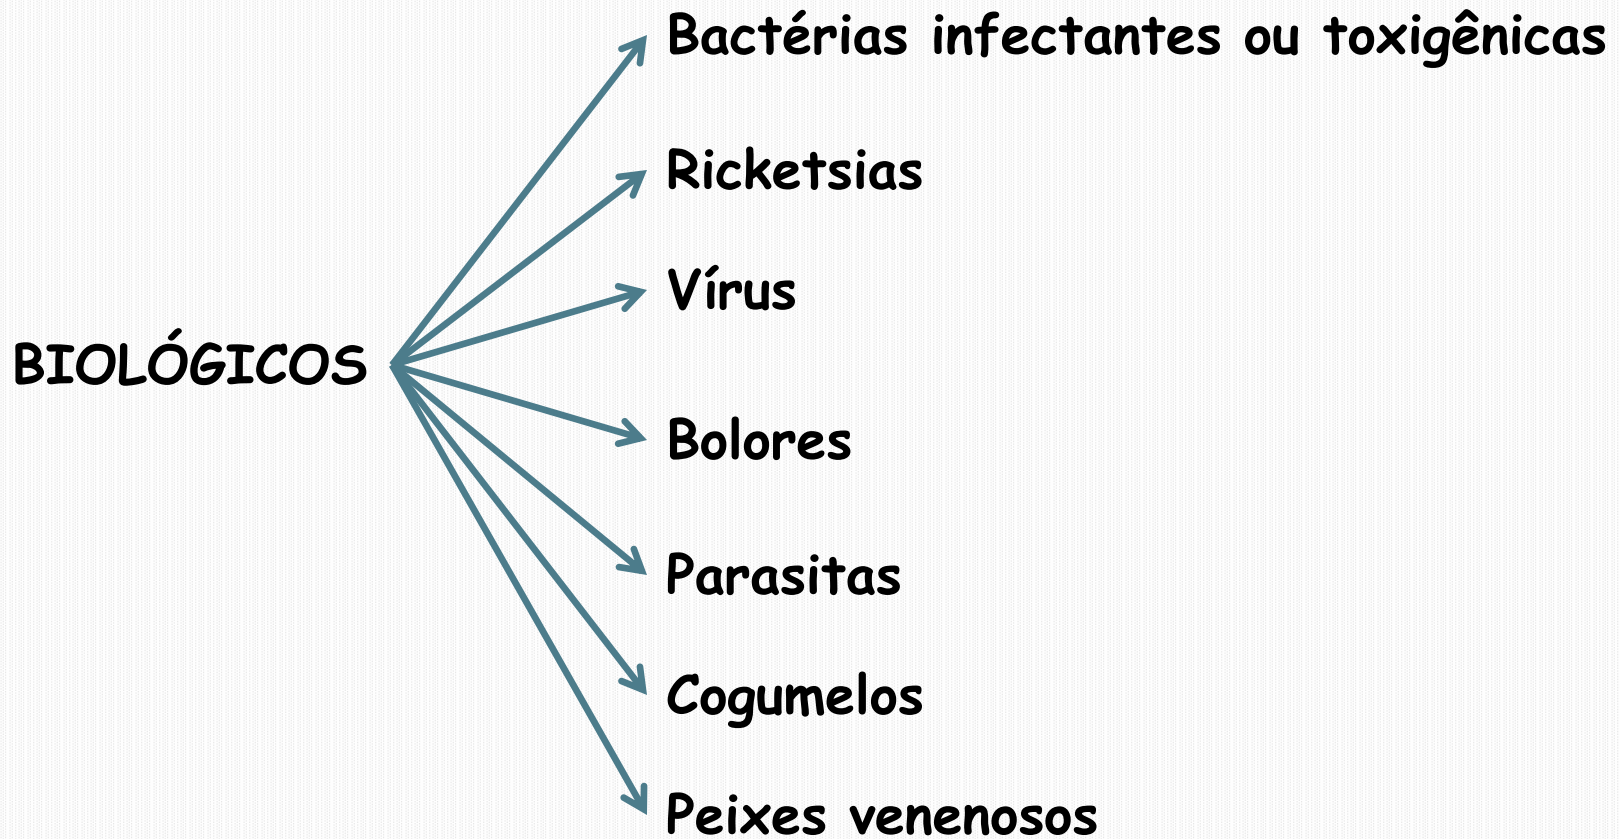 Bactérias infectantes ou toxigênicas
Ricketsias
Vírus
BIOLÓGICOS
Bolores
Parasitas
Cogumelos
Peixes venenosos